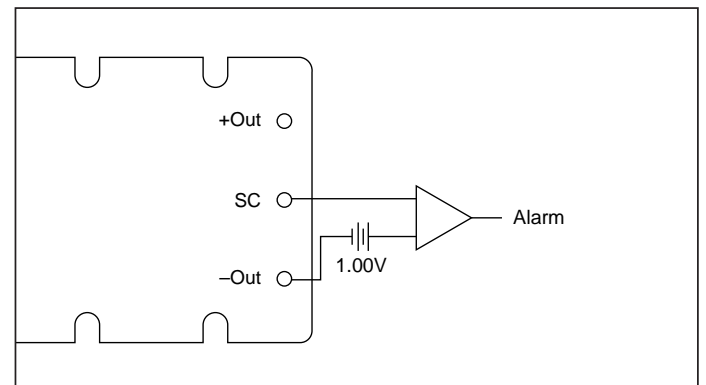 +Out
SC
Alarm
–Out
1.00V